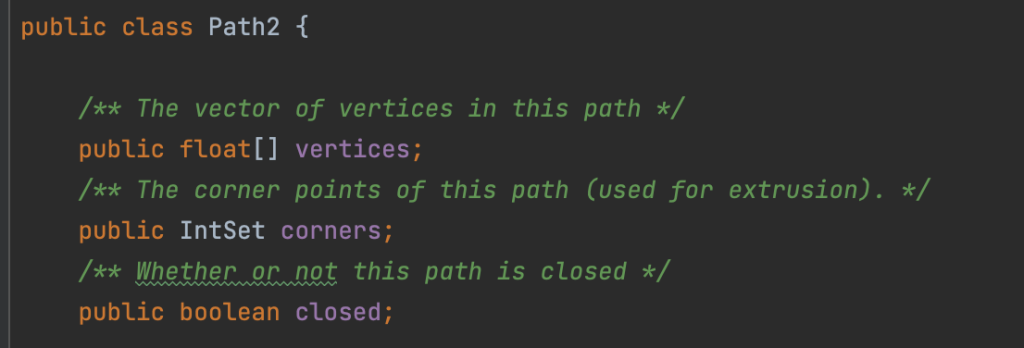 public class Path2 {
/** The vector of vertices in this path */
public float[] vertices;
/** The corner points of this path (used for extrusion). */
public IntSet corners;
/** Whether or not this path is closed */
public boolean closed;